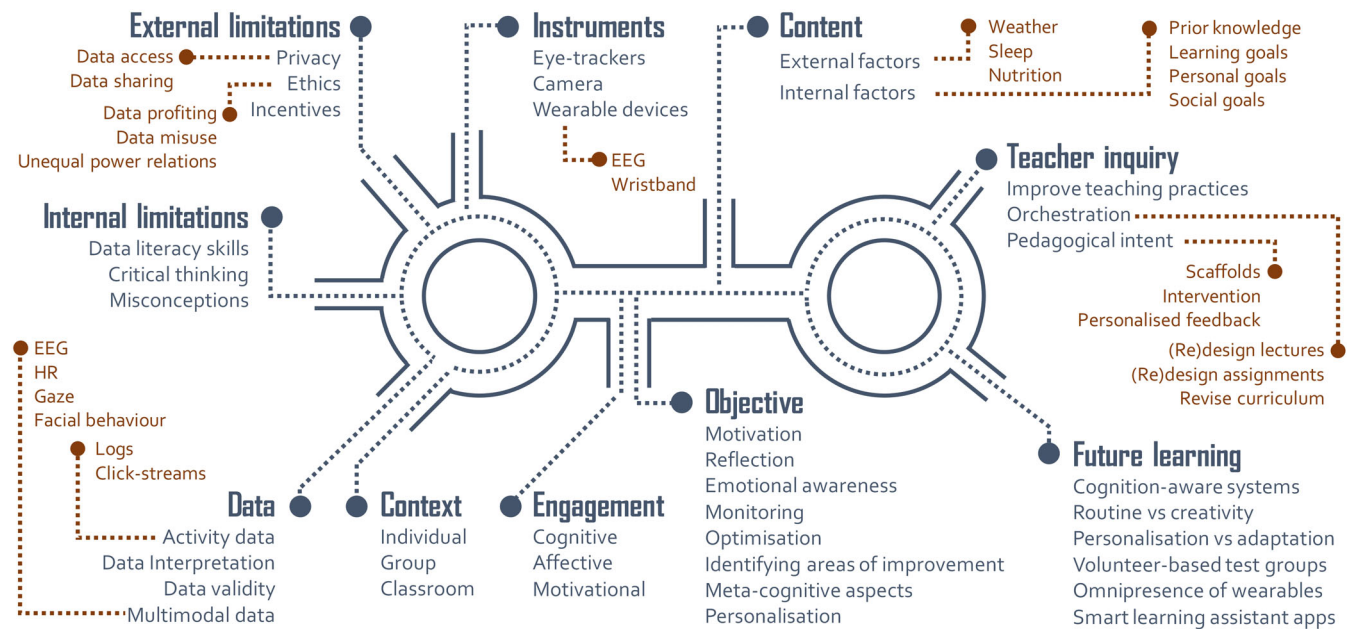 External limitations
Privacy
Ethics
Incentives
Data access
Data sharing
Data profiting
Data misuse
Unequal power relations
Instruments
Eye-trackers
Camera
Wearable devices
EEG
Wristband
Content
External factors
Internal factors
Weather
Sleep
Nutrition
Prior knowledge
Learning goals
Personal goals
Social goals
Teacher inquiry
Improve teaching practices
Orchestration
Pedagogical intent
Scaffolds
Intervention
Personalised feedback
(Re)design lectures
(Re)design assignments
Revise curriculum
Internal limitations
Data literacy skills
Critical thinking
Misconceptions
EEG
HR
Gaze
Facial behaviour
Logs
Click-streams
Data
Activity data
Data Interpretation
Data validity
Multimodal data
Context
Individual
Group
Classroom
Engagement
Cognitive
Affective
Motivational
Objective
Motivation
Reflection
Emotional awareness
Monitoring
Optimisation
Identifying areas of improvement
Meta-cognitive aspects
Personalisation
Future learning
Cognition-aware systems
Routine vs creativity
Personalisation vs adaptation
Volunteer-based test groups
Omnipresence of wearables
Smart learning assistant apps